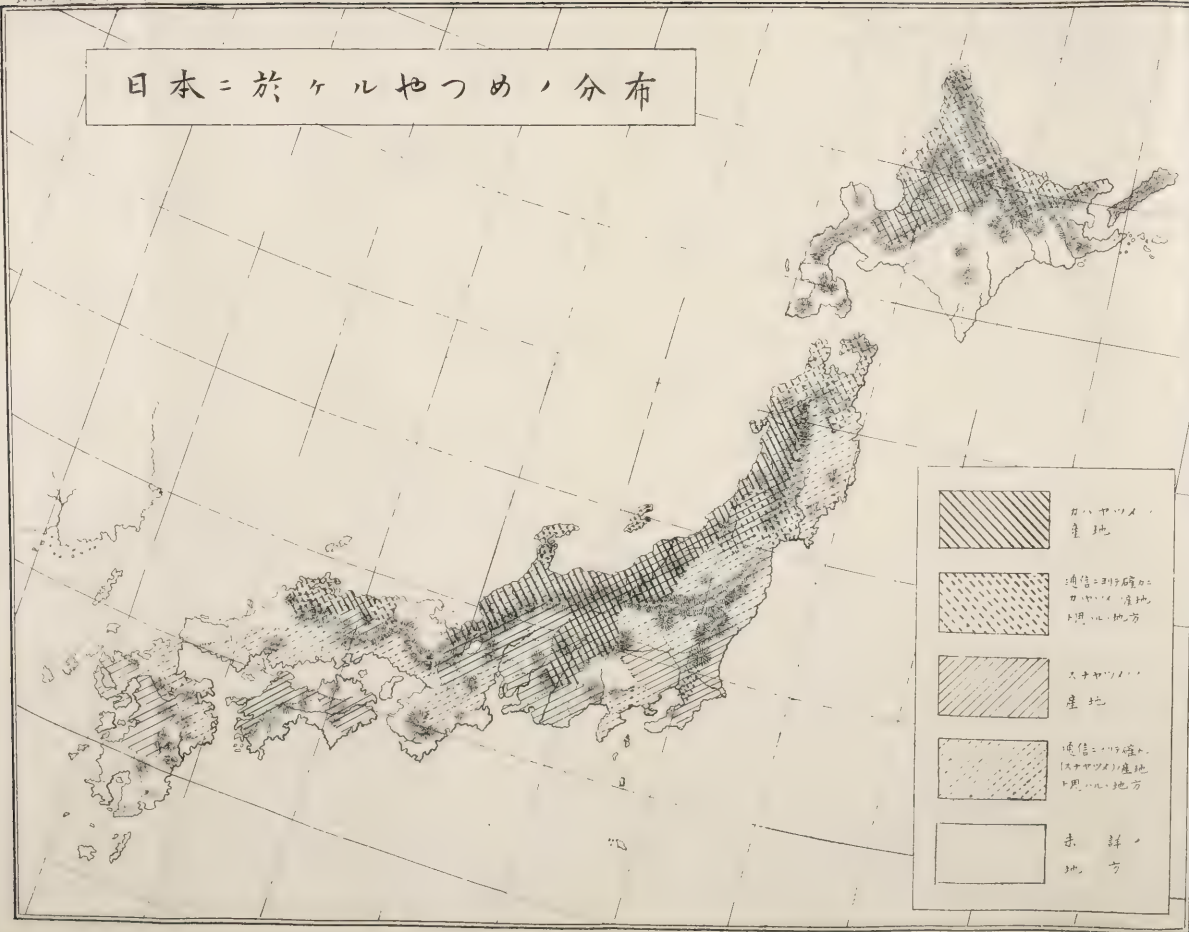 日本ニ於ケルやつめノ分布
カハヤツメノ
産地
通信ニヨリテ確カニ
カハヤツメノ産地
ト思ハルヽ地方
スナヤツメノ
産地
通信ニヨリテ確カニ
(スナヤツメ)ノ産地
ト思ハルヽ地方
未詳ノ
地方